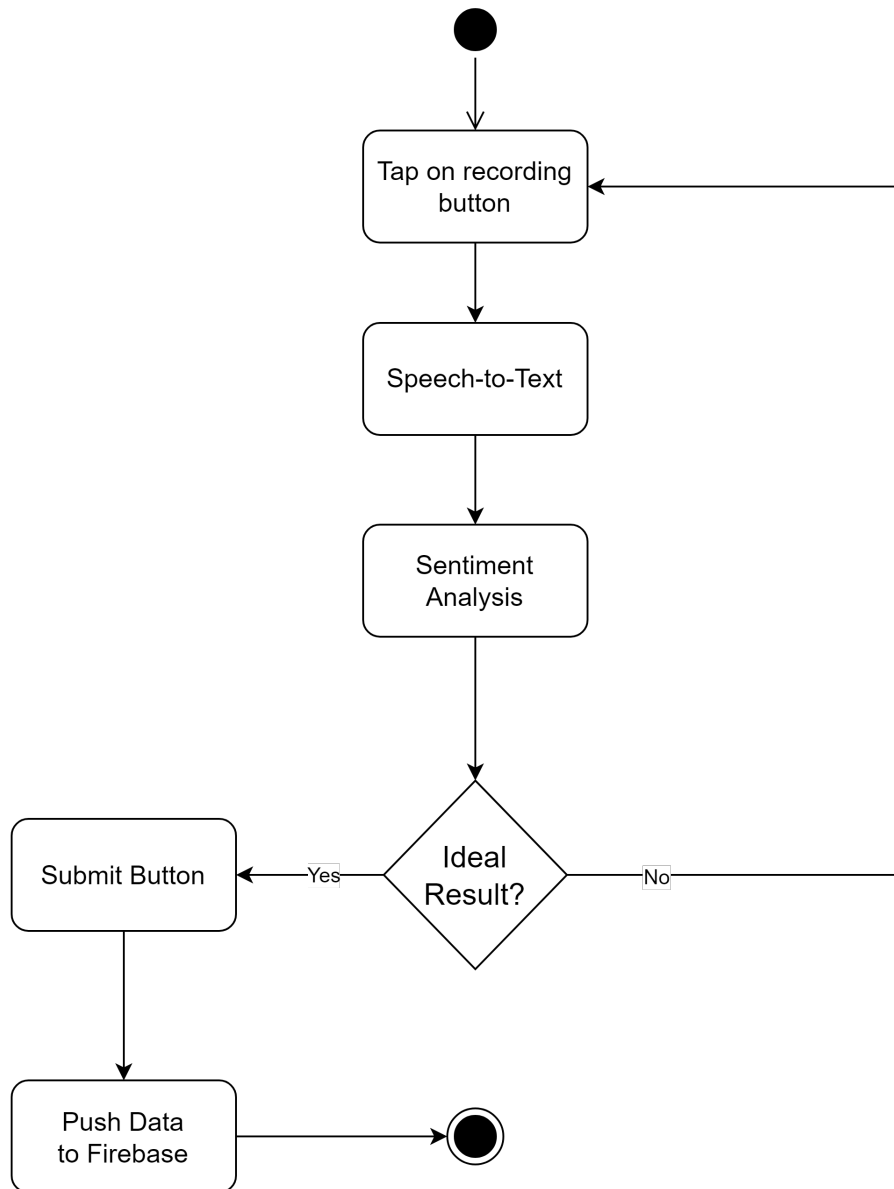 Tap on recording
button
Speech-to-Text
Sentiment
Analysis
Ideal
Result?
Yes
No
Submit Button
Push Data
to Firebase